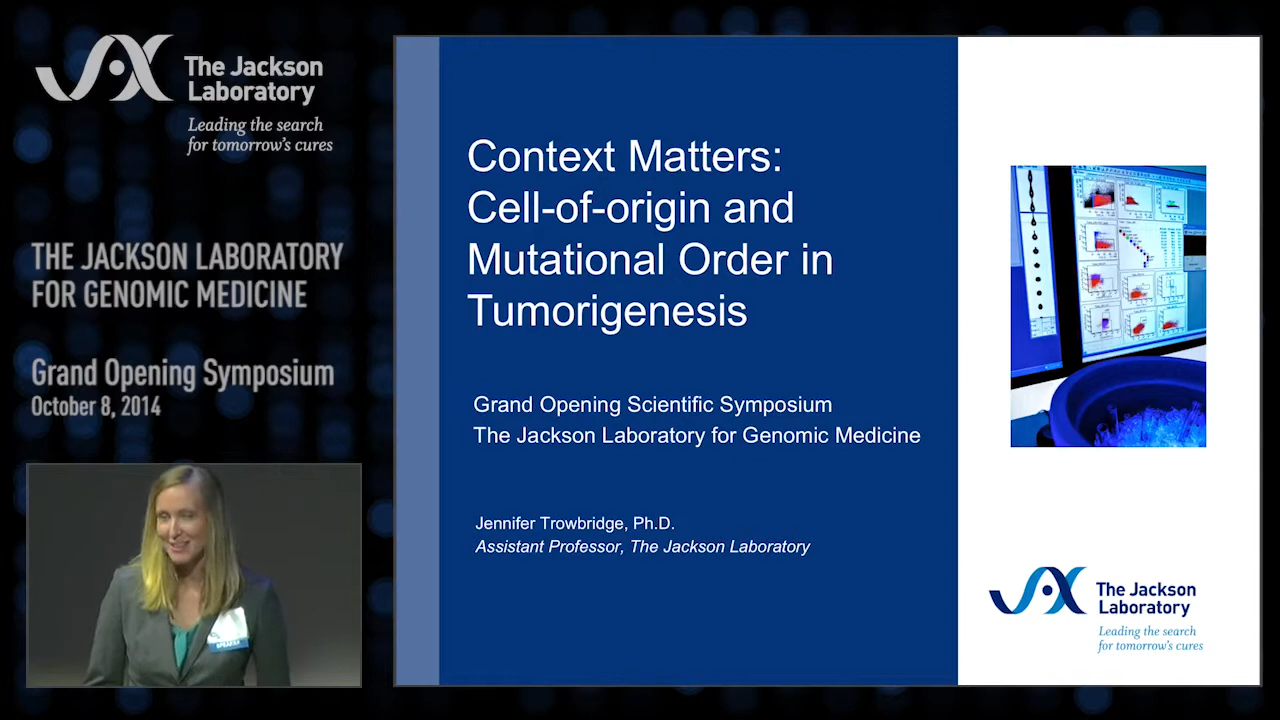 The Jackson
Laboratory
Leading the search
for tomorrow's cures
THE JACKSON LABORATORY
FOR GENOMIC MEDICINE
Grand Opening Symposium
October 8, 2014
Context Matters:
Cell-of-origin and
Mutational Order in
Tumorigenesis
Grand Opening Scientific Symposium
The Jackson Laboratory for Genomic Medicine
Jennifer Trowbridge, Ph.D.
Assistant Professor, The Jackson Laboratory
The Jackson
Laboratory
Leading the search
for tomorrow's cures